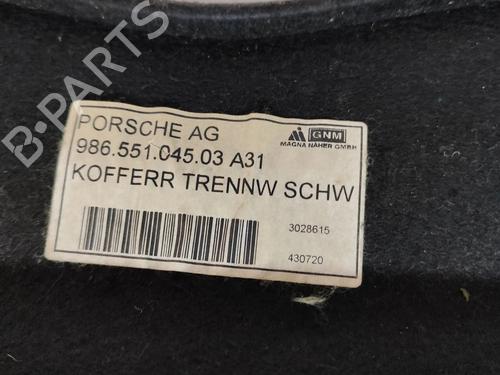 B-PARTS
PORSCHE AG
986.551.045.03 A31
GNM
MAGNA NÄHER GMBH
KOFFERR TRENNW SCHW
3028615
430720